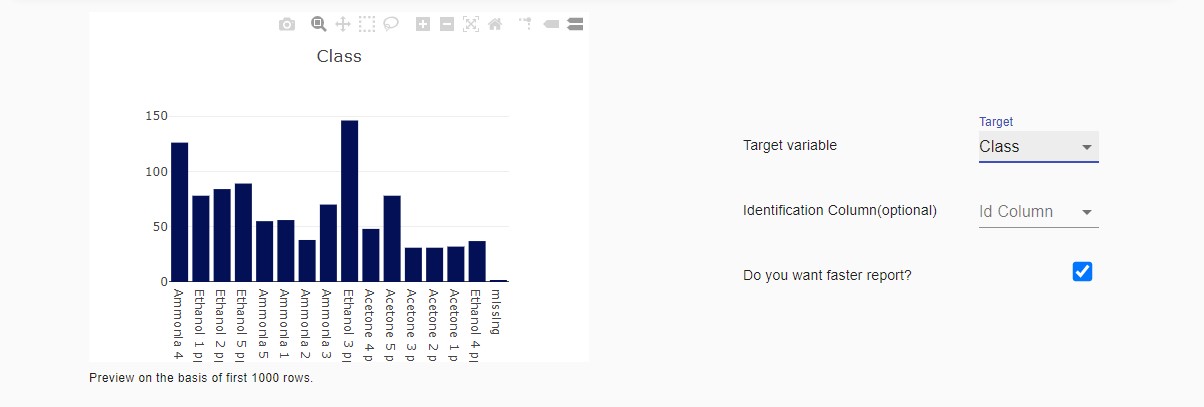 Class
150
100
50
0
Ammonia 4
Ethanol 1 p
Ethanol 2 p
Ethanol 5 p
Ammonia 5
Ammonia 1
Ammonia 2
Ammonia 3
Ethanol 3 p
Acetone 4 p
Acetone 5 p
Acetone 3 p
Acetone 2 p
Acetone 1 p
Ethanol 4 p
missing
Preview on the basis of first 1000 rows.
Target
Target variable
Class
Identification Column(optional)
Id Column
Do you want faster report?